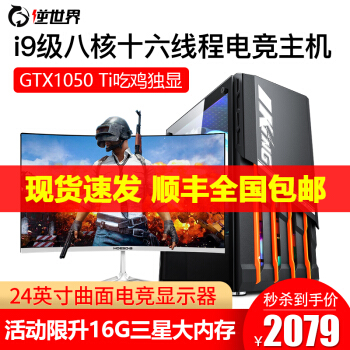 逆世界
i9级八核十六线程电竞主机
GTX1050 Ti吃鸡独显
IKING
现货速发 顺丰全国包邮
24英寸曲面电竞显示器
活动限升16G三星大内存
秒杀到手价
¥2079